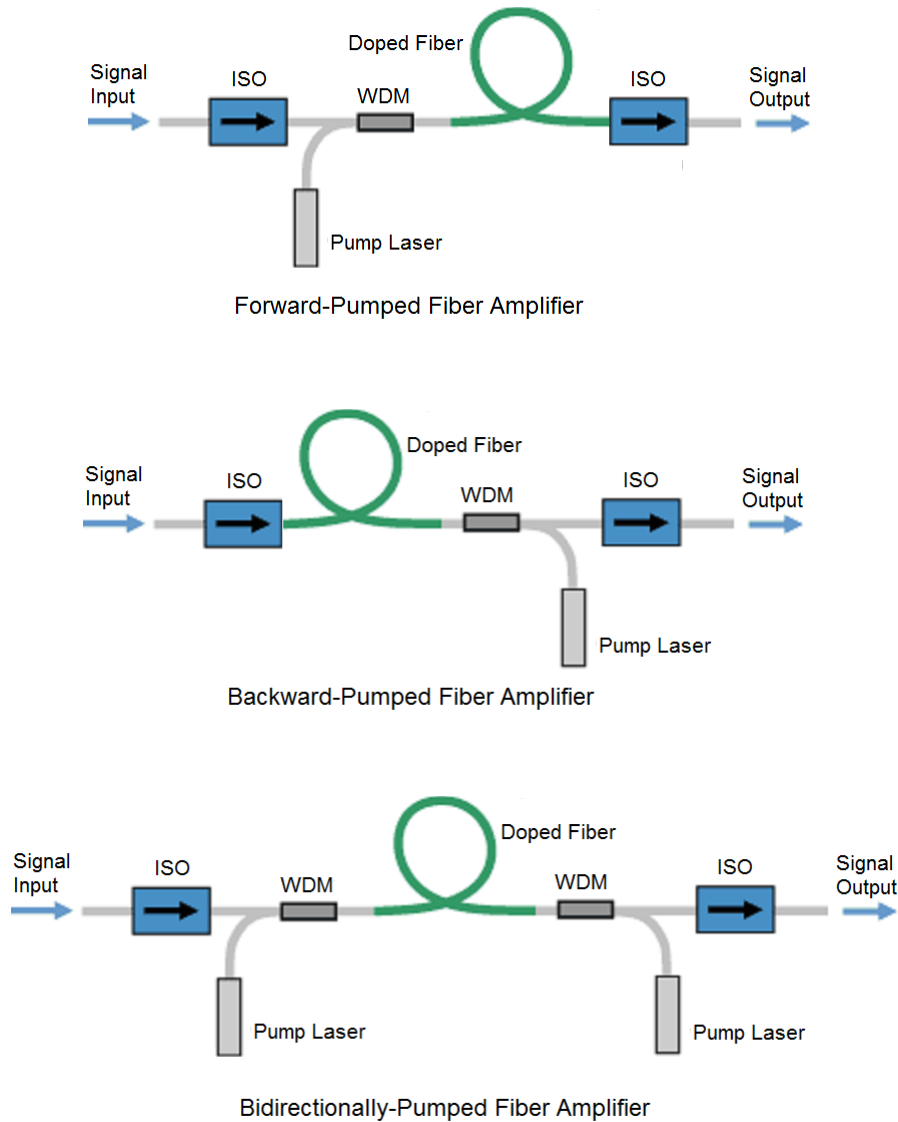 Doped Fiber
Signal
Input
ISO
WDM
ISO
Signal
Output
Pump Laser
Forward-Pumped Fiber Amplifier
Signal
Input
ISO
Doped Fiber
WDM
ISO
Signal
Output
Pump Laser
Backward-Pumped Fiber Amplifier
Signal
Input
ISO
WDM
Doped Fiber
WDM
ISO
Signal
Output
Pump Laser
Pump Laser
Bidirectionally-Pumped Fiber Amplifier